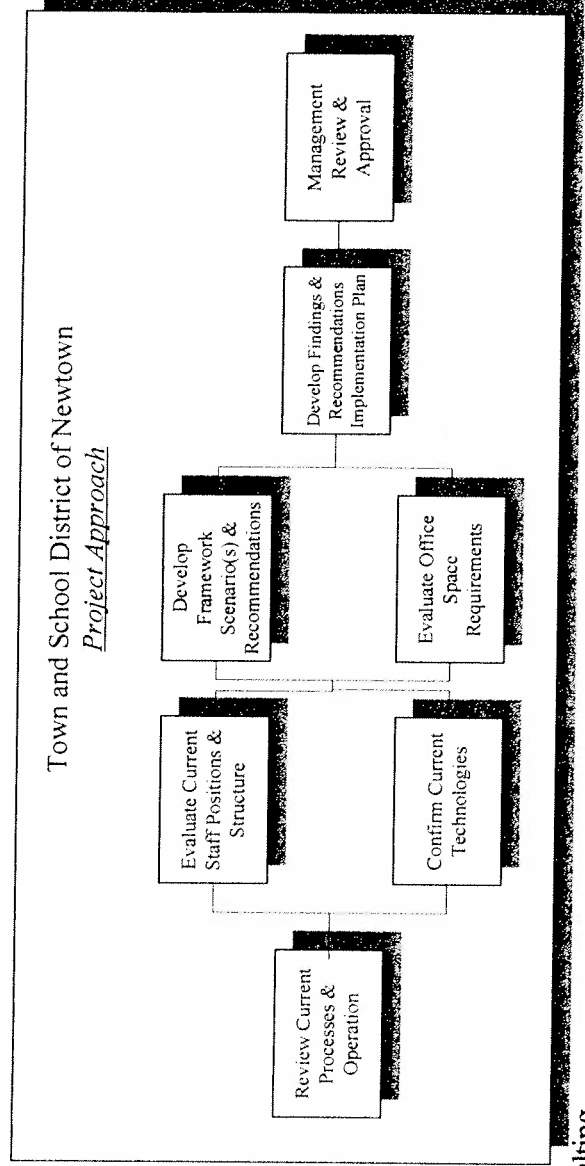 Town and School District of Newtown
Project Approach
Review Current
Processes &
Operation
Evaluate Current
Staff Positions &
Structure
Confirm Current
Technologies
Develop
Framework
Scenario(s) &
Recommendations
Evaluate Office
Space
Requirements
Develop Findings &
Recommendations
Implementation Plan
Management
Review &
Approval